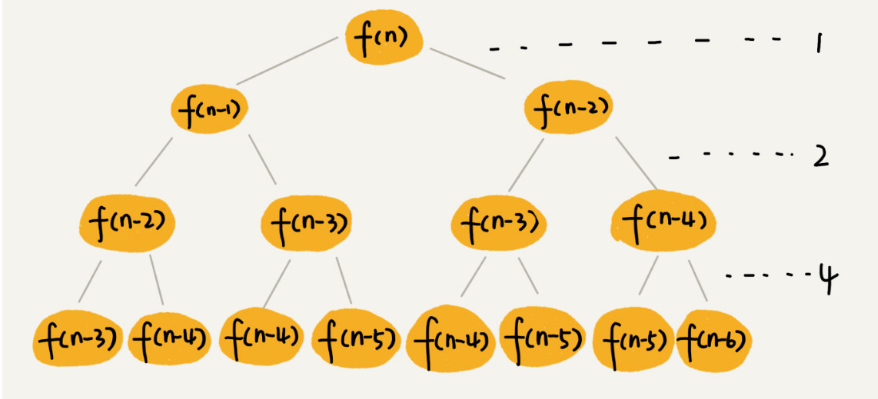 f(n) 1
f(n-1) f(n-2)
2
f(n-2) f(n-3) f(n-3) f(n-4)
4
f(n-3) f(n-4) f(n-4) f(n-5) f(n-4) f(n-5) f(n-5) f(n-6)